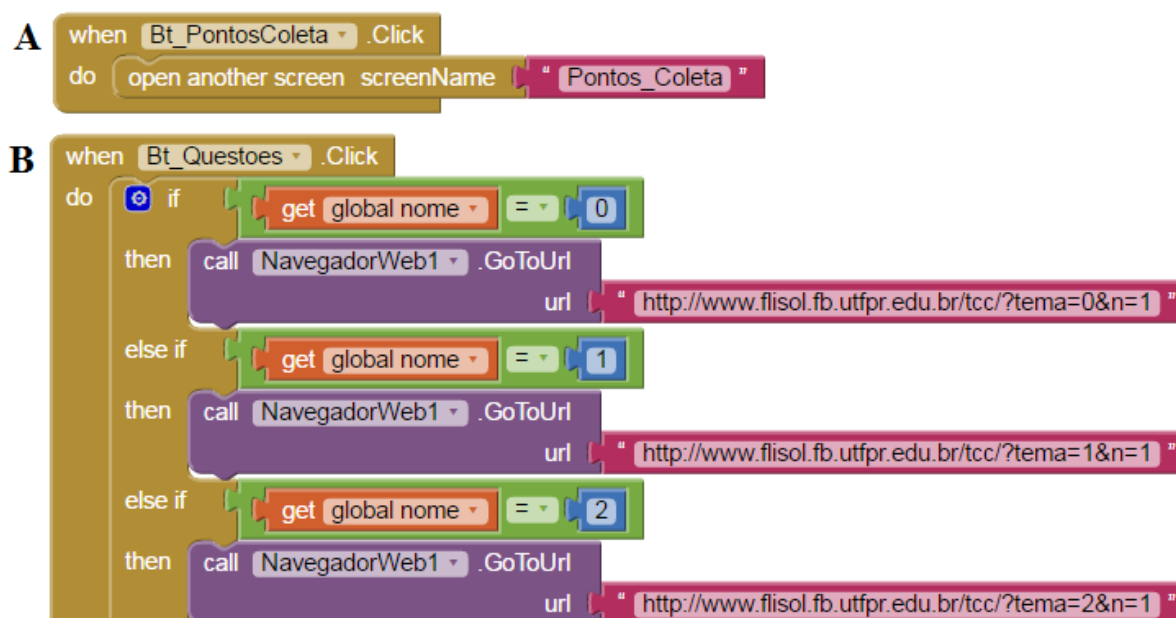 A
when Bt_PontosColeta .Click
do open another screen screenName " Pontos_Coleta "
B
when Bt_Questoes .Click
do if get global nome = 0
then call NavegadorWeb1 .GoToUrl
url " http://www.flisol.fb.utfpr.edu.br/tcc/?tema=0&n=1 "
else if get global nome = 1
then call NavegadorWeb1 .GoToUrl
url " http://www.flisol.fb.utfpr.edu.br/tcc/?tema=1&n=1 "
else if get global nome = 2
then call NavegadorWeb1 .GoToUrl
url " http://www.flisol.fb.utfpr.edu.br/tcc/?tema=2&n=1 "